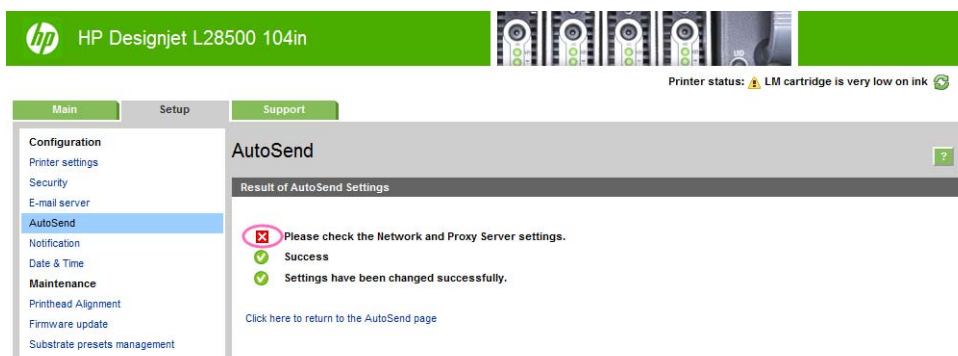 hp HP Designjet L28500 104in
Printer status: LM cartridge is very low on ink
Main Setup Support
Configuration
Printer settings
Security
E-mail server
AutoSend
Notification
Date & Time
Maintenance
Printhead Alignment
Firmware update
Substrate presets management
AutoSend
?
Result of AutoSend Settings
Please check the Network and Proxy Server settings.
Success
Settings have been changed successfully.
Click here to return to the AutoSend page